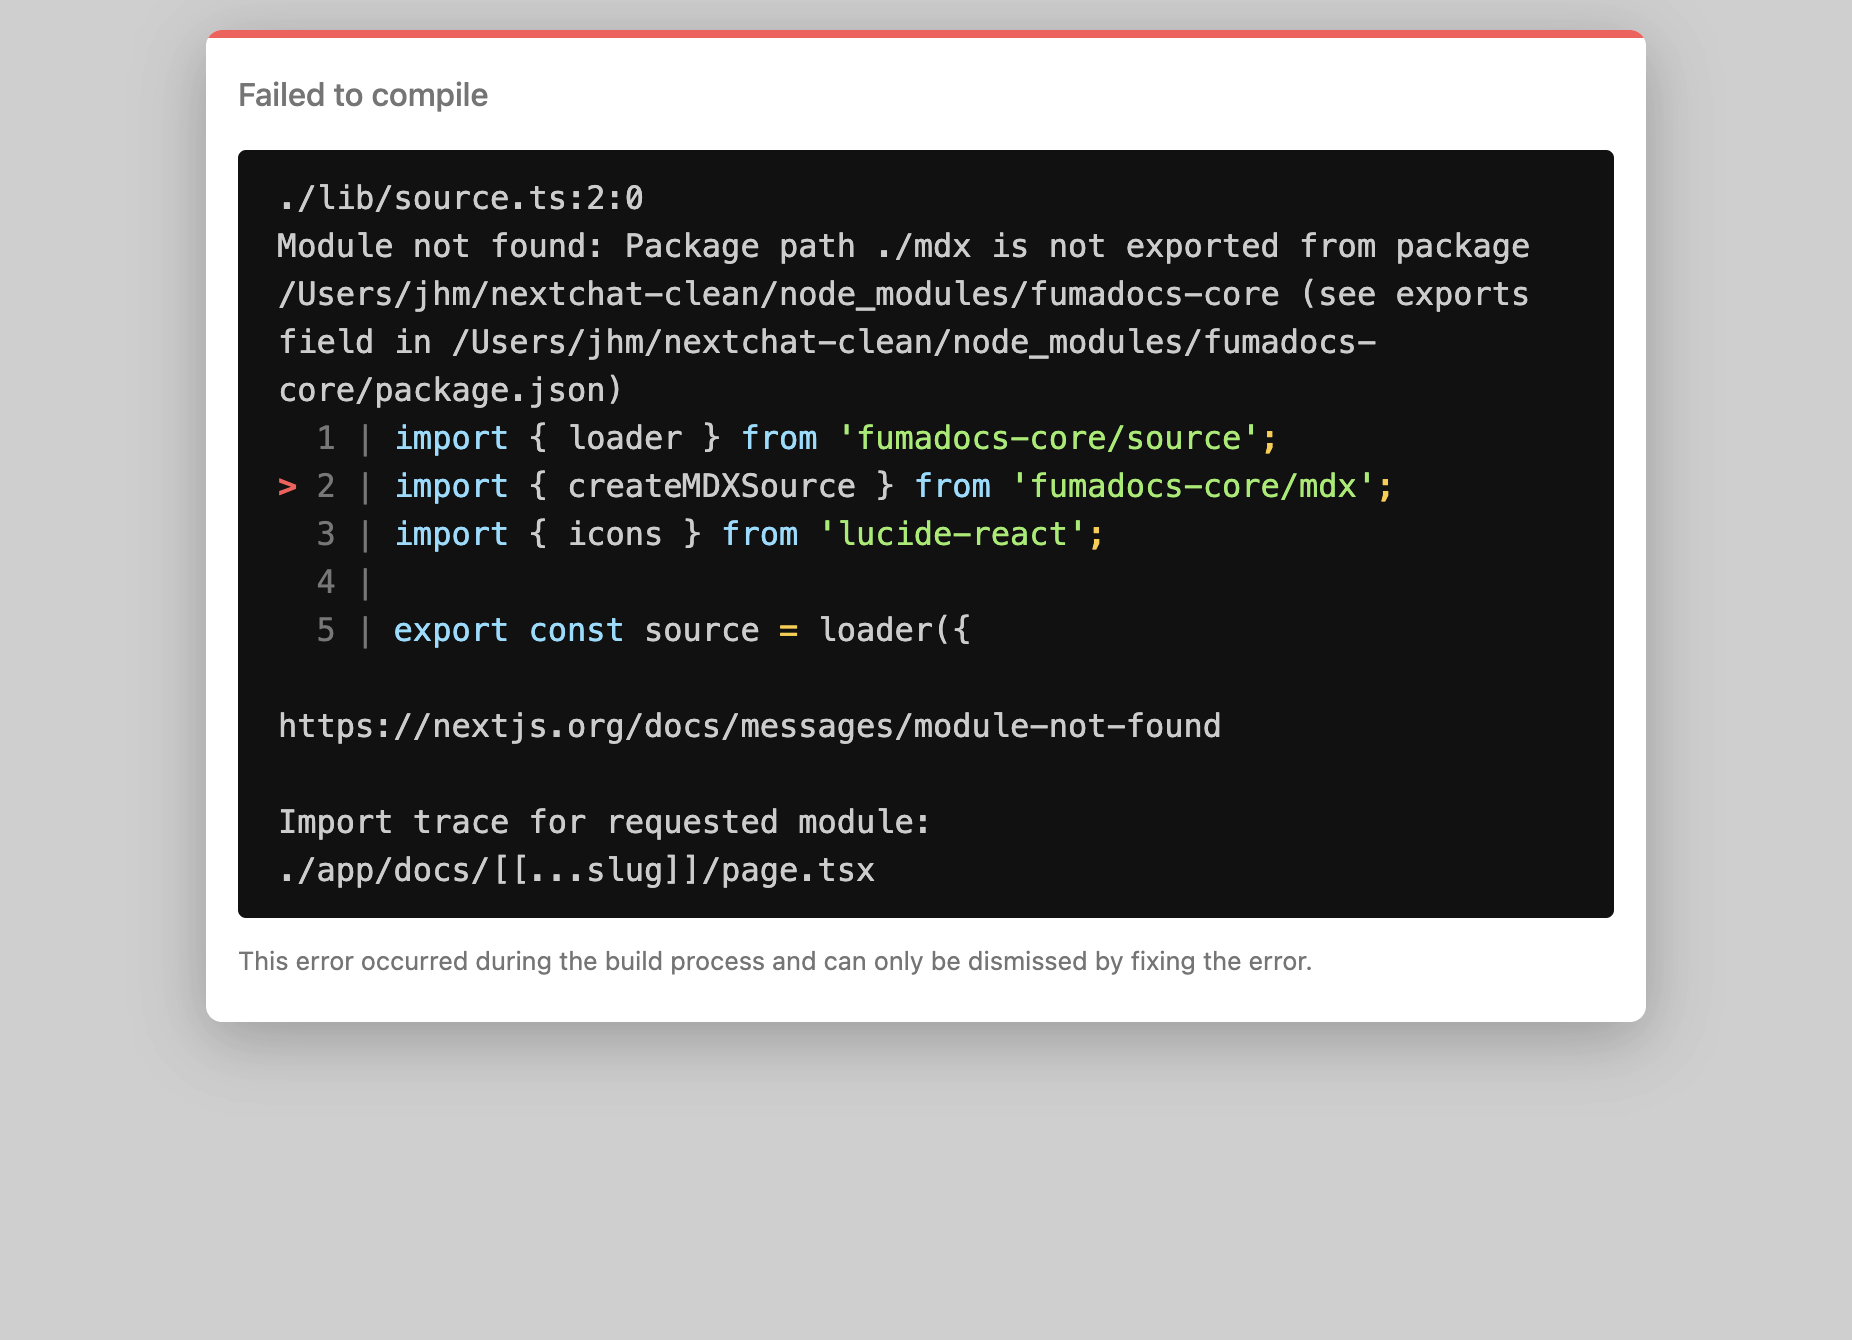 Failed to compile
./lib/source.ts:2:0
Module not found: Package path ./mdx is not exported from package
/Users/jhm/nextchat-clean/node_modules/fumadocs-core (see exports
field in /Users/jhm/nextchat-clean/node_modules/fumadocs-
core/package.json)
1 | import { loader } from 'fumadocs-core/source';
> 2 | import { createMDXSource } from 'fumadocs-core/mdx';
3 | import { icons } from 'lucide-react';
4 |
5 | export const source = loader({
https://nextjs.org/docs/messages/module-not-found
Import trace for requested module:
./app/docs/[[...slug]]/page.tsx
This error occurred during the build process and can only be dismissed by fixing the error.